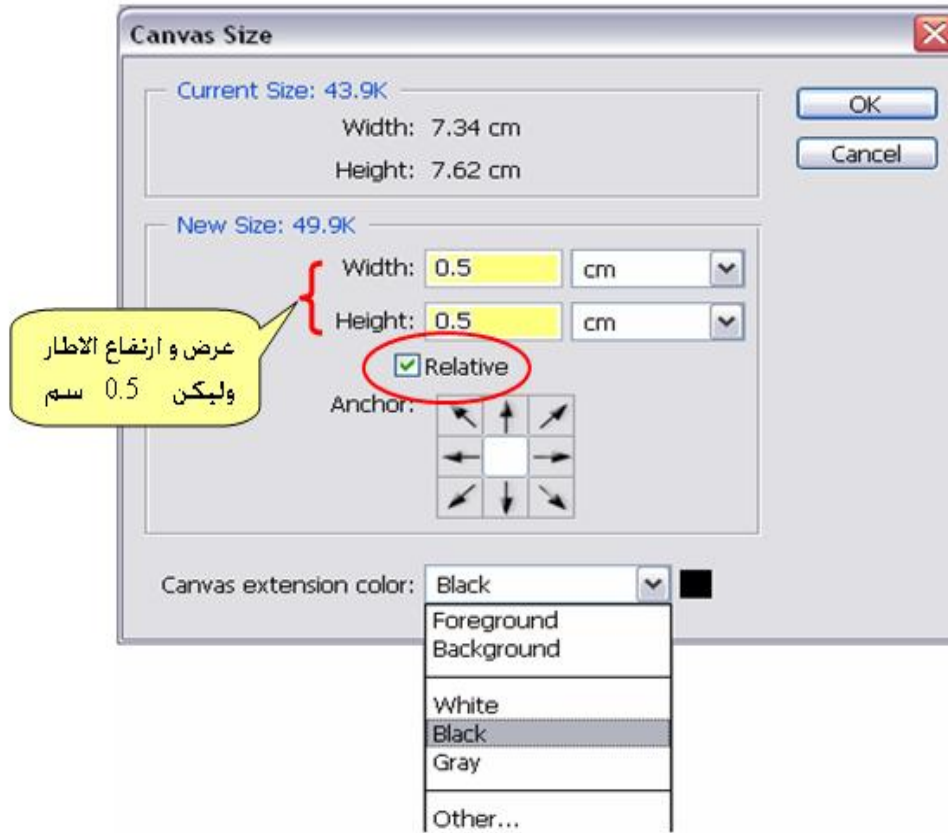 Canvas Size
Current Size: 43.9K
Width: 7.34 cm
Height: 7.62 cm
OK
Cancel
New Size: 49.9K
Width: 0.5 cm
Height: 0.5 cm
Relative
Anchor:
عرض و ارتفاع الاطار
وليكن 0.5 سم
Canvas extension color: Black
Foreground
Background
White
Black
Gray
Other...